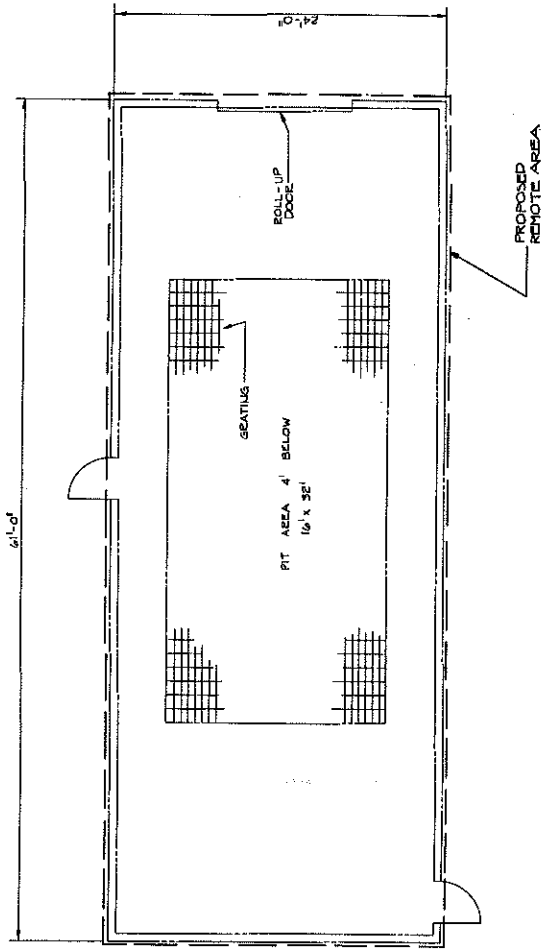 61'-0"
24'-0"
ROLL-UP
DOOR
GRATING
PIT AREA 4' BELOW
16' x 32'
PROPOSED
REMOTE AREA